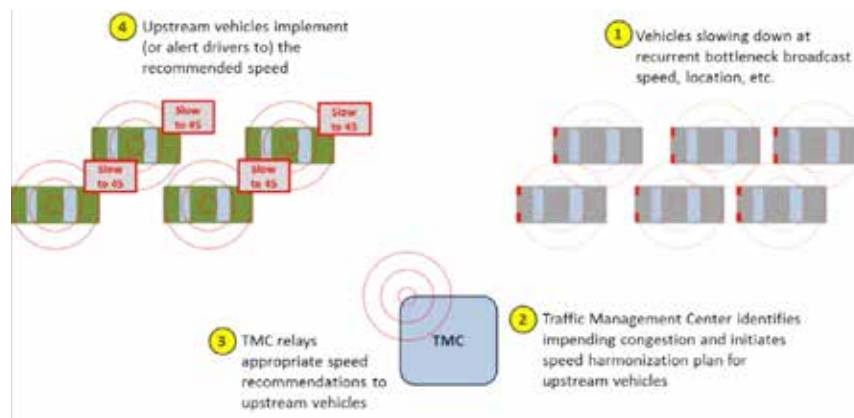 4
Upstream vehicles implement
(or alert drivers to) the
recommended speed
1
Vehicles slowing down at
recurrent bottleneck broadcast
speed, location, etc.
Slow
to 45
Slow
to 45
Slow
to 45
Slow
to 45
TMC
2
Traffic Management Center identifies
impending congestion and initiates
speed harmonization plan for
upstream vehicles
3
TMC relays
appropriate speed
recommendations to
upstream vehicles